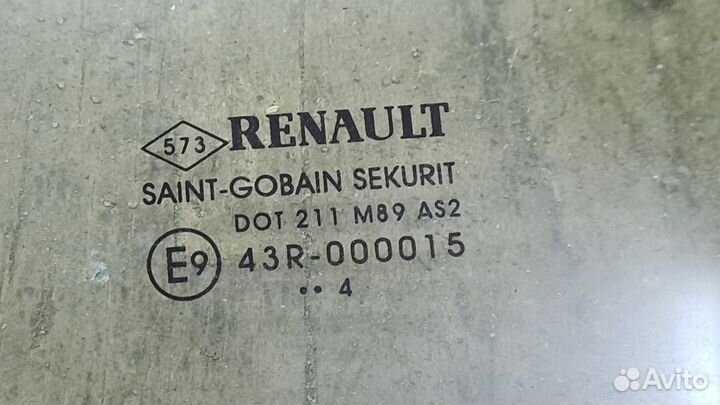 573 RENAULT
SAINT-GOBAIN SEKURIT
DOT 211 M89 AS2
E9 43R-000015
•• 4
Avito